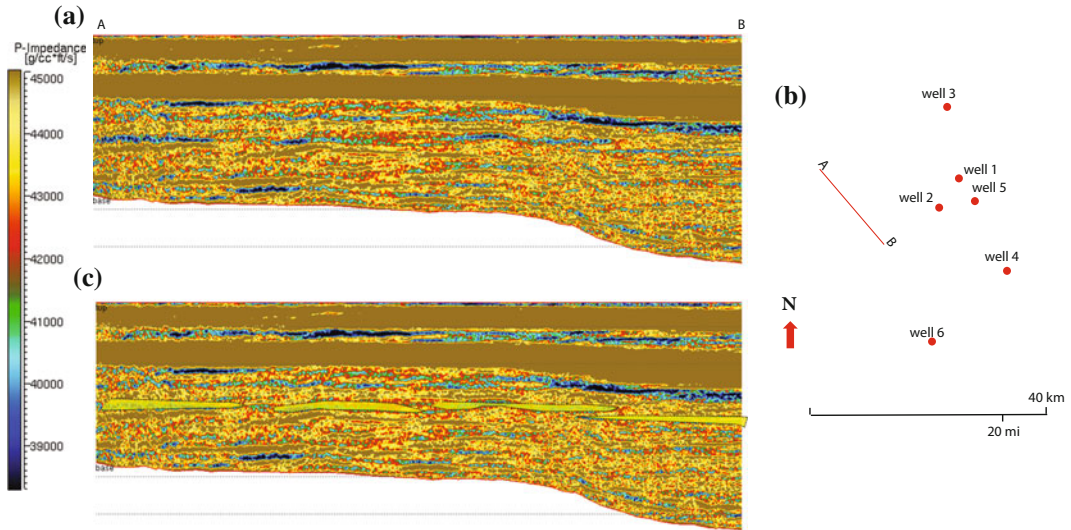 (a)
A
B
P-Impedance
[g/cc*ft/s]
45000
44000
43000
42000
41000
40000
39000
top
base
(b)
well 3
A
well 1
well 5
well 2
B
well 4
N
well 6
40 km
20 mi
(c)
top
base